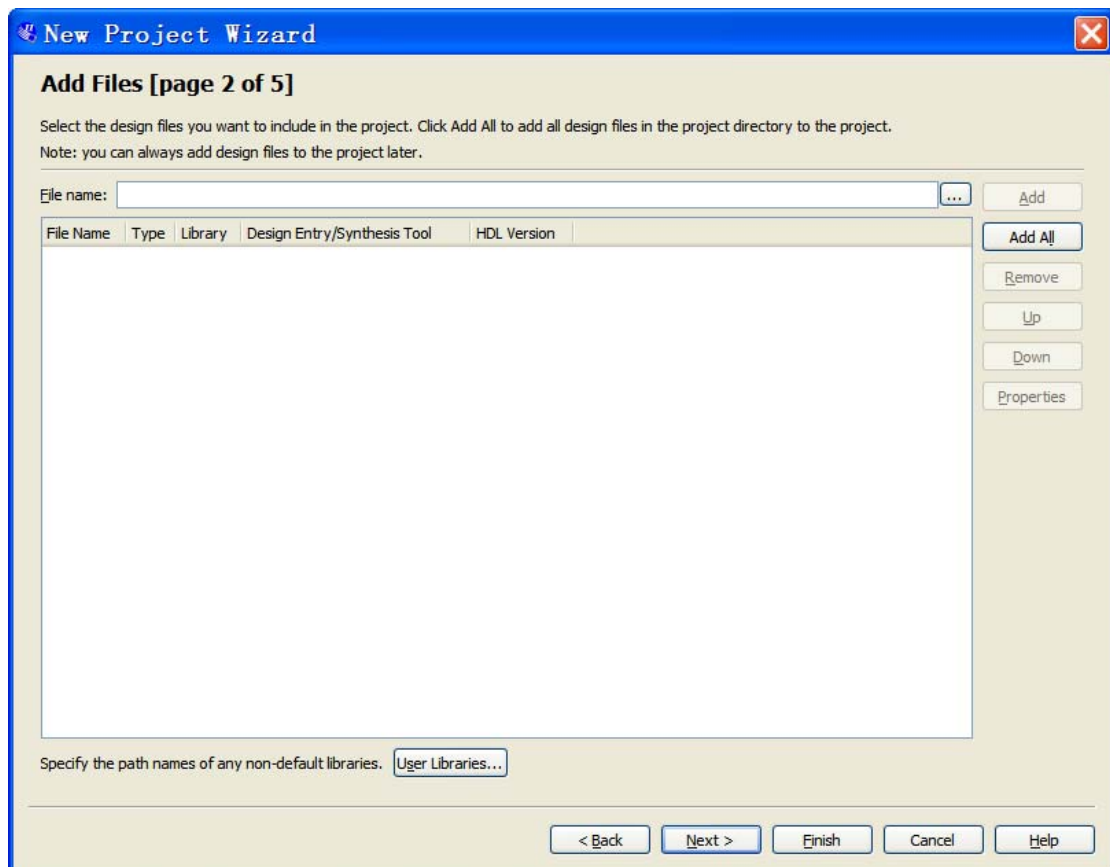 New Project Wizard
Add Files [page 2 of 5]
Select the design files you want to include in the project. Click Add All to add all design files in the project directory to the project.
Note: you can always add design files to the project later.
File name: ... Add
File Name Type Library Design Entry/Synthesis Tool HDL Version Add All
Remove
Up
Down
Properties
Specify the path names of any non-default libraries. User Libraries...
< Back Next > Finish Cancel Help